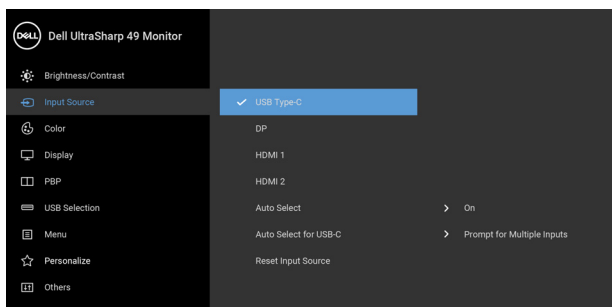 DELL Dell UltraSharp 49 Monitor
Brightness/Contrast
Input Source USB Type-C
Color DP
Display HDMI 1
PBP HDMI 2
USB Selection Auto Select On
Menu Auto Select for USB-C Prompt for Multiple Inputs
Personalize Reset Input Source
Others